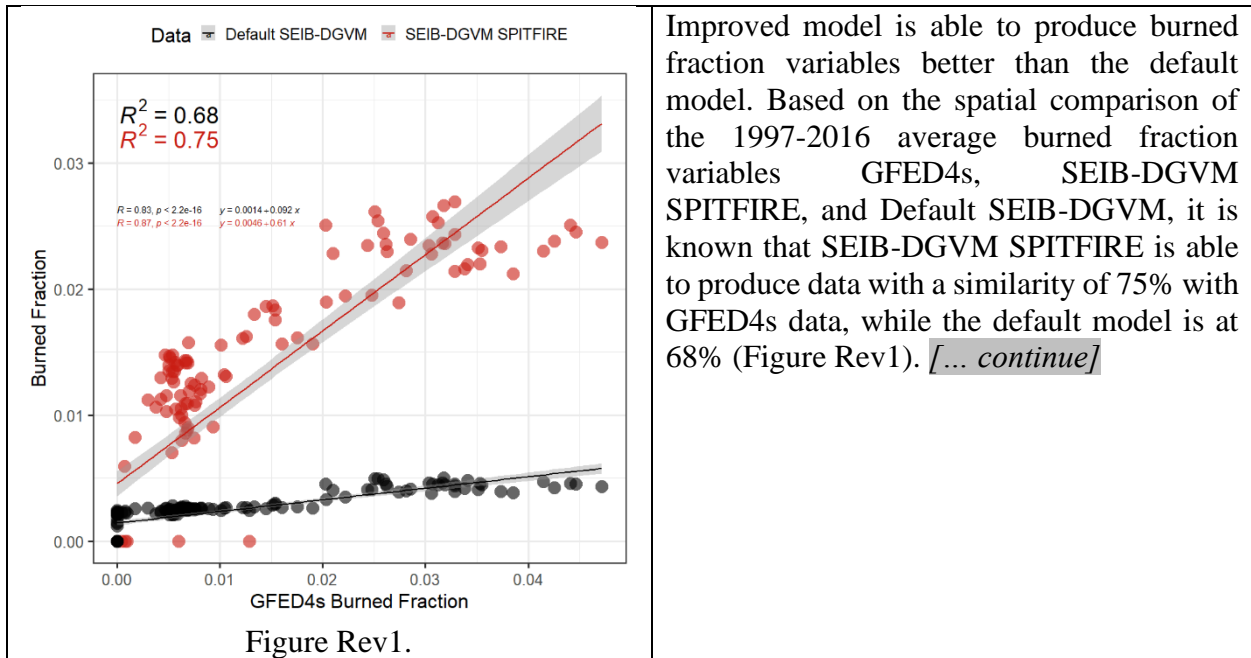 Data Default SEIB-DGVM SEIB-DGVM SPITFIRE
R² = 0.68
R² = 0.75
R = 0.83, p < 2.2e-16 y = 0.0014+0.092 x
R = 0.87, p < 2.2e-16 y = 0.0046+0.61 x
0.03
0.02
0.01
0.00
Burned Fraction
0.00 0.01 0.02 0.03 0.04
GFED4s Burned Fraction
Figure Rev1.
Improved model is able to produce burned
fraction variables better than the default
model. Based on the spatial comparison of
the 1997-2016 average burned fraction
variables GFED4s, SEIB-DGVM
SPITFIRE, and Default SEIB-DGVM, it is
known that SEIB-DGVM SPITFIRE is able
to produce data with a similarity of 75% with
GFED4s data, while the default model is at
68% (Figure Rev1). [... continue]